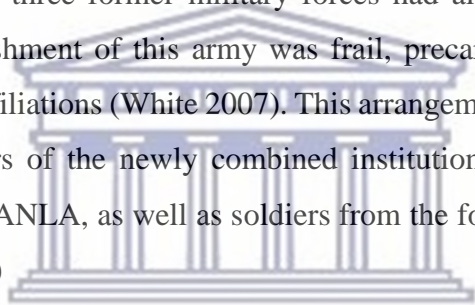 three former military forces had
shment of this army was frail, precar
filiations (White 2007). This arrangeme
rs of the newly combined institution
ANLA, as well as soldiers from the fo
)